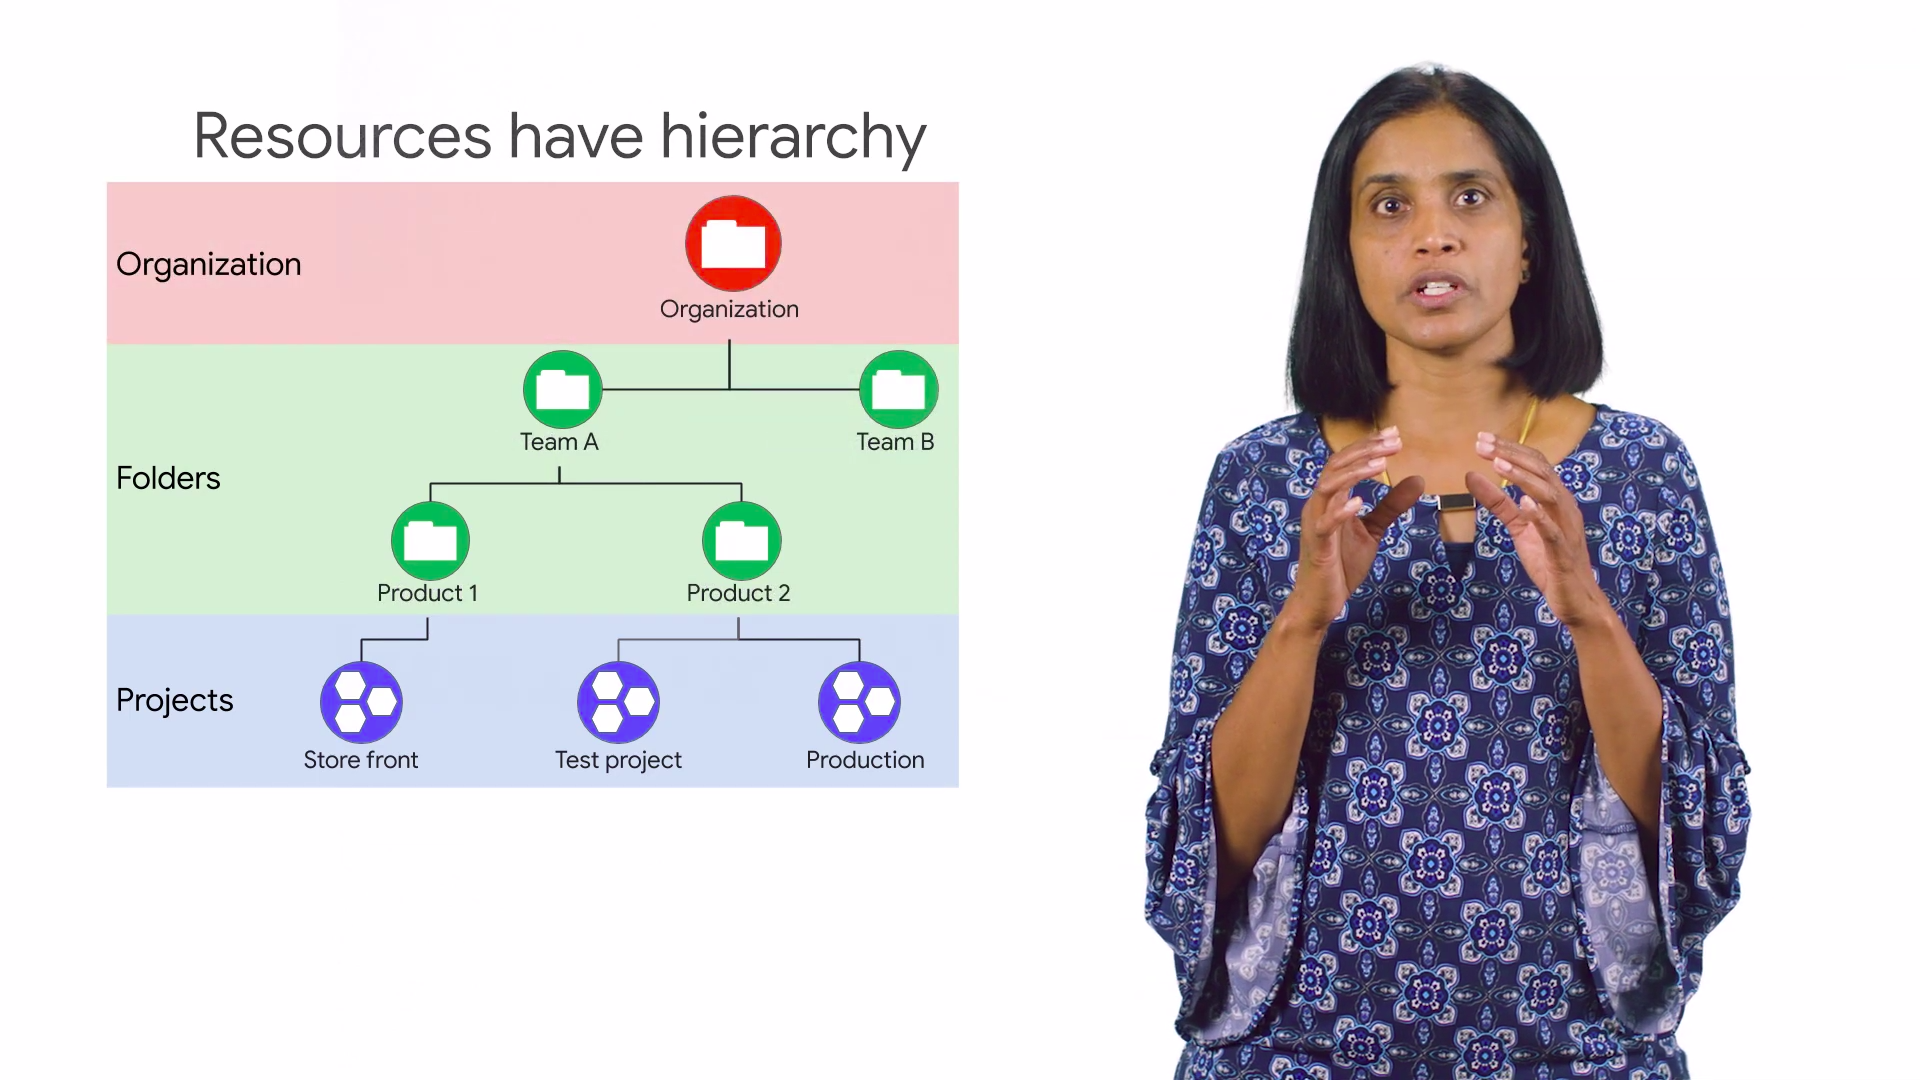 Resources have hierarchy
Organization
Organization
Team A
Team B
Folders
Product 1
Product 2
Projects
Store front
Test project
Production